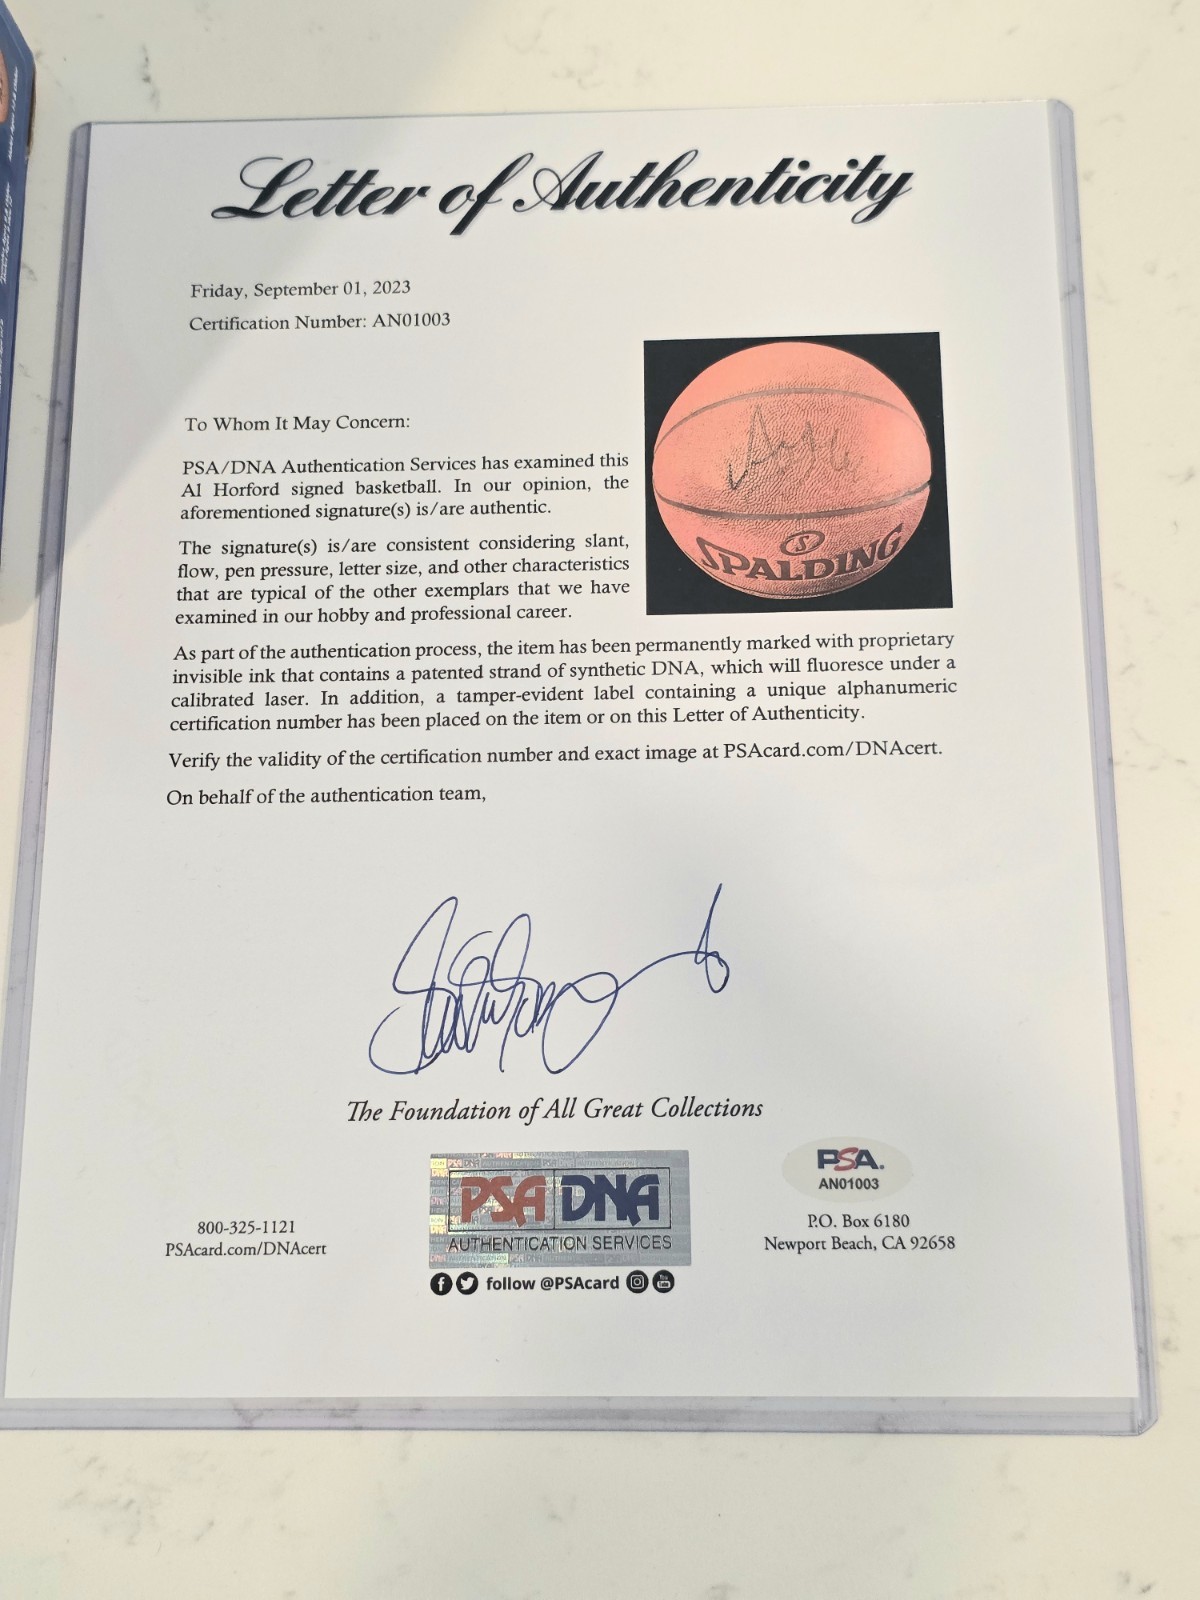 Letter of Authenticity
Friday, September 01, 2023
Certification Number: AN01003
To Whom It May Concern:
PSA/DNA Authentication Services has examined this
Al Horford signed basketball. In our opinion, the
aforementioned signature(s) is/are authentic.
The signature(s) is/are consistent considering slant,
flow, pen pressure, letter size, and other characteristics
that are typical of the other exemplars that we have
examined in our hobby and professional career.
SPALDING
As part of the authentication process, the item has been permanently marked with proprietary
invisible ink that contains a patented strand of synthetic DNA, which will fluoresce under a
calibrated laser. In addition, a tamper-evident label containing a unique alphanumeric
certification number has been placed on the item or on this Letter of Authenticity.
Verify the validity of the certification number and exact image at PSAcard.com/DNAcert.
On behalf of the authentication team,
The Foundation of All Great Collections
800-325-1121
PSAcard.com/DNAcert
PSA DNA
AUTHENTICATION SERVICES
follow @PSAcard
PSA.
AN01003
P.O. Box 6180
Newport Beach, CA 92658